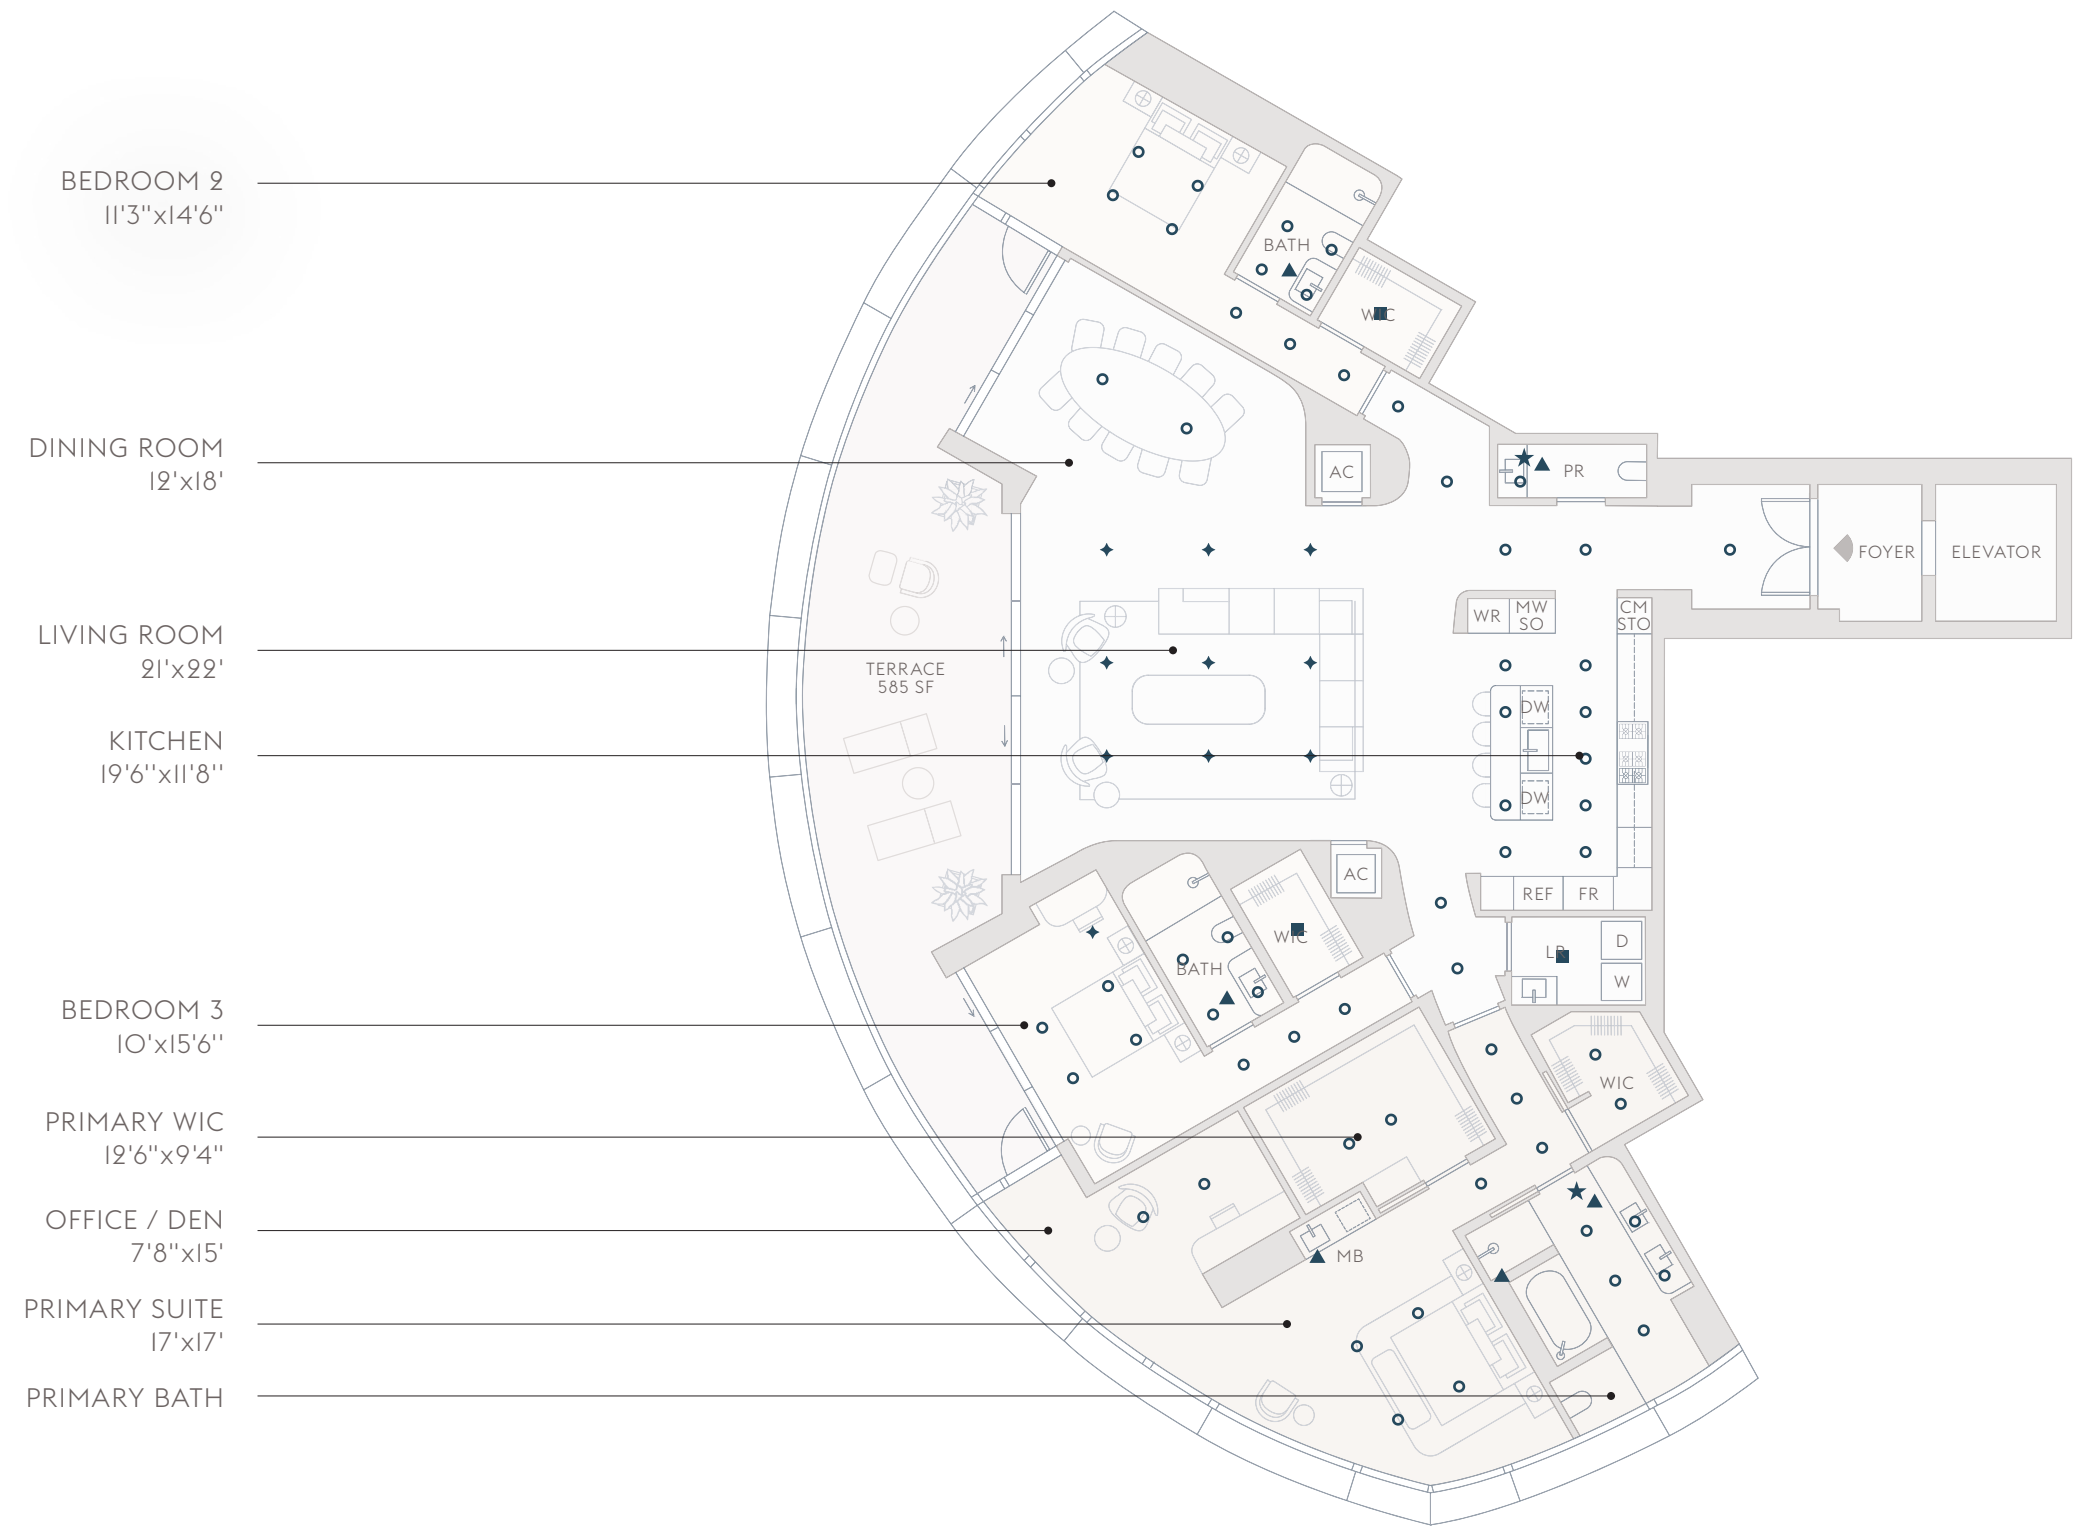 BEDROOM 2
11'3"x14'6"
DINING ROOM
12'x18'
LIVING ROOM
21'x22'
KITCHEN
19'6''x11'8''
BEDROOM 3
10'x15'6''
PRIMARY WIC
12'6"x9'4"
OFFICE / DEN
7'8"x15'
PRIMARY SUITE
17'x17'
PRIMARY BATH
BATH
WIC
AC
PR
FOYER
ELEVATOR
WR
MW
SO
CM
STO
TERRACE
585 SF
DW
DW
AC
REF
FR
WIC
BATH
LR
D
W
WIC
MB